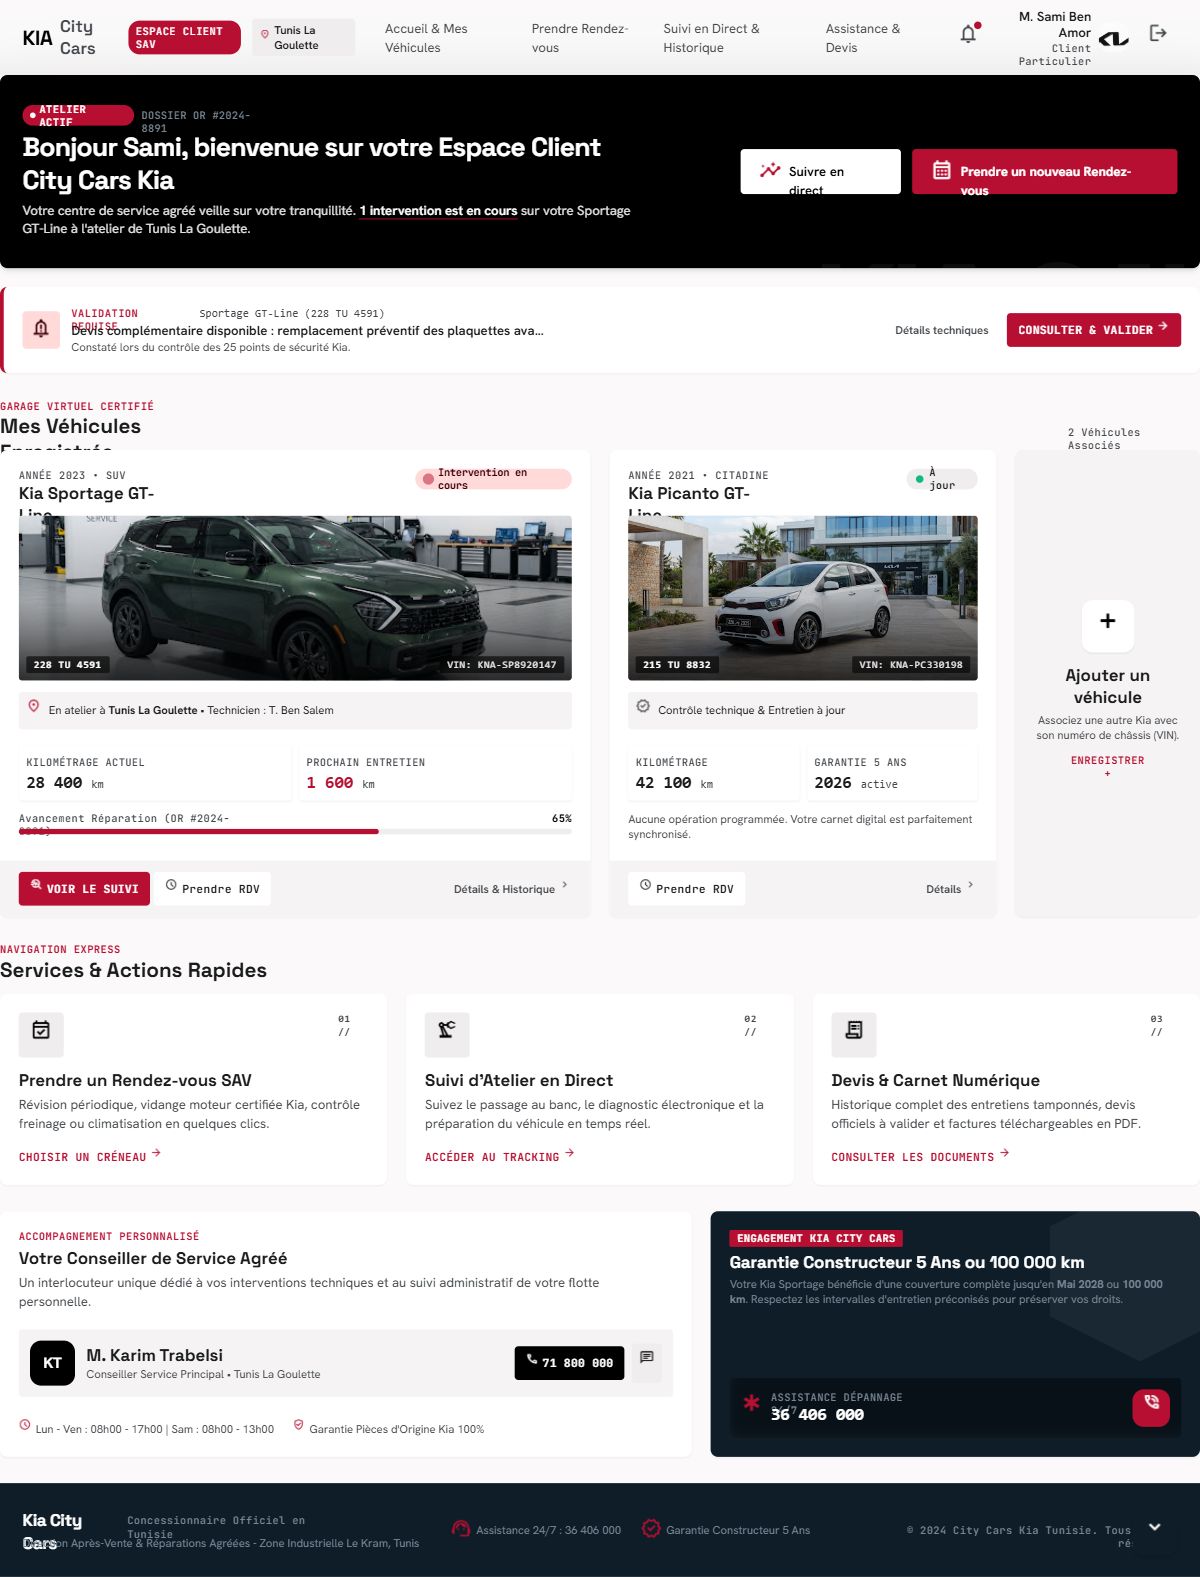 KIA City Cars
ESPACE CLIENT SAV
Tunis La Goulette
Accueil & Mes Véhicules
Prendre Rendez-vous
Suivi en Direct & Historique
Assistance & Devis
M. Sami Ben Amor
Client Particulier
ATELIER ACTIF
DOSSIER OR #2024-8891
Bonjour Sami, bienvenue sur votre Espace Client
City Cars Kia
Votre centre de service agréé veille sur votre tranquillité. 1 intervention est en cours sur votre Sportage
GT-Line à l'atelier de Tunis La Goulette.
Suivre en direct
Prendre un nouveau Rendez-vous
VALIDATION REQUISE
Sportage GT-Line (228 TU 4591)
Devis complémentaire disponible : remplacement préventif des plaquettes ava...
Constaté lors du contrôle des 25 points de sécurité Kia.
Détails techniques
CONSULTER & VALIDER
GARAGE VIRTUEL CERTIFIÉ
Mes Véhicules
Enregistrés
2 Véhicules
Associés
ANNÉE 2023 • SUV
Kia Sportage GT-
Line
Intervention en cours
SERVICE
228 TU 4591
VIN: KNA-SP8920147
En atelier à Tunis La Goulette • Technicien : T. Ben Salem
KILOMÉTRAGE ACTUEL
28 400 km
PROCHAIN ENTRETIEN
1 600 km
Avancement Réparation (OR #2024-
8891)
65%
VOIR LE SUIVI
Prendre RDV
Détails & Historique
ANNÉE 2021 • CITADINE
Kia Picanto GT-
Line
À jour
215 TU 8832
VIN: KNA-PC330198
Contrôle technique & Entretien à jour
KILOMÉTRAGE
42 100 km
GARANTIE 5 ANS
2026 active
Aucune opération programmée. Votre carnet digital est parfaitement
synchronisé.
Prendre RDV
Détails
+
Ajouter un
véhicule
Associez une autre Kia avec
son numéro de châssis (VIN).
ENREGISTRER
+
NAVIGATION EXPRESS
Services & Actions Rapides
01 //
Prendre un Rendez-vous SAV
Révision périodique, vidange moteur certifiée Kia, contrôle
freinage ou climatisation en quelques clics.
CHOISIR UN CRÉNEAU
02 //
Suivi d'Atelier en Direct
Suivez le passage au banc, le diagnostic électronique et la
préparation du véhicule en temps réel.
ACCÉDER AU TRACKING
03 //
Devis & Carnet Numérique
Historique complet des entretiens tamponnés, devis
officiels à valider et factures téléchargeables en PDF.
CONSULTER LES DOCUMENTS
ACCOMPAGNEMENT PERSONNALISÉ
Votre Conseiller de Service Agréé
Un interlocuteur unique dédié à vos interventions techniques et au suivi administratif de votre flotte
personnelle.
KT
M. Karim Trabelsi
Conseiller Service Principal • Tunis La Goulette
71 800 000
Lun - Ven : 08h00 - 17h00 | Sam : 08h00 - 13h00
Garantie Pièces d'Origine Kia 100%
ENGAGEMENT KIA CITY CARS
Garantie Constructeur 5 Ans ou 100 000 km
Votre Kia Sportage bénéficie d'une couverture complète jusqu'en Mai 2028 ou 100 000
km. Respectez les intervalles d'entretien préconisés pour préserver vos droits.
ASSISTANCE DÉPANNAGE
24/7
36 406 000
Kia City
Cars
Concessionnaire Officiel en
Tunisie
Après-Vente & Réparations Agréées - Zone Industrielle Le Kram, Tunis
Assistance 24/7 : 36 406 000
Garantie Constructeur 5 Ans
© 2024 City Cars Kia Tunisie. Tous